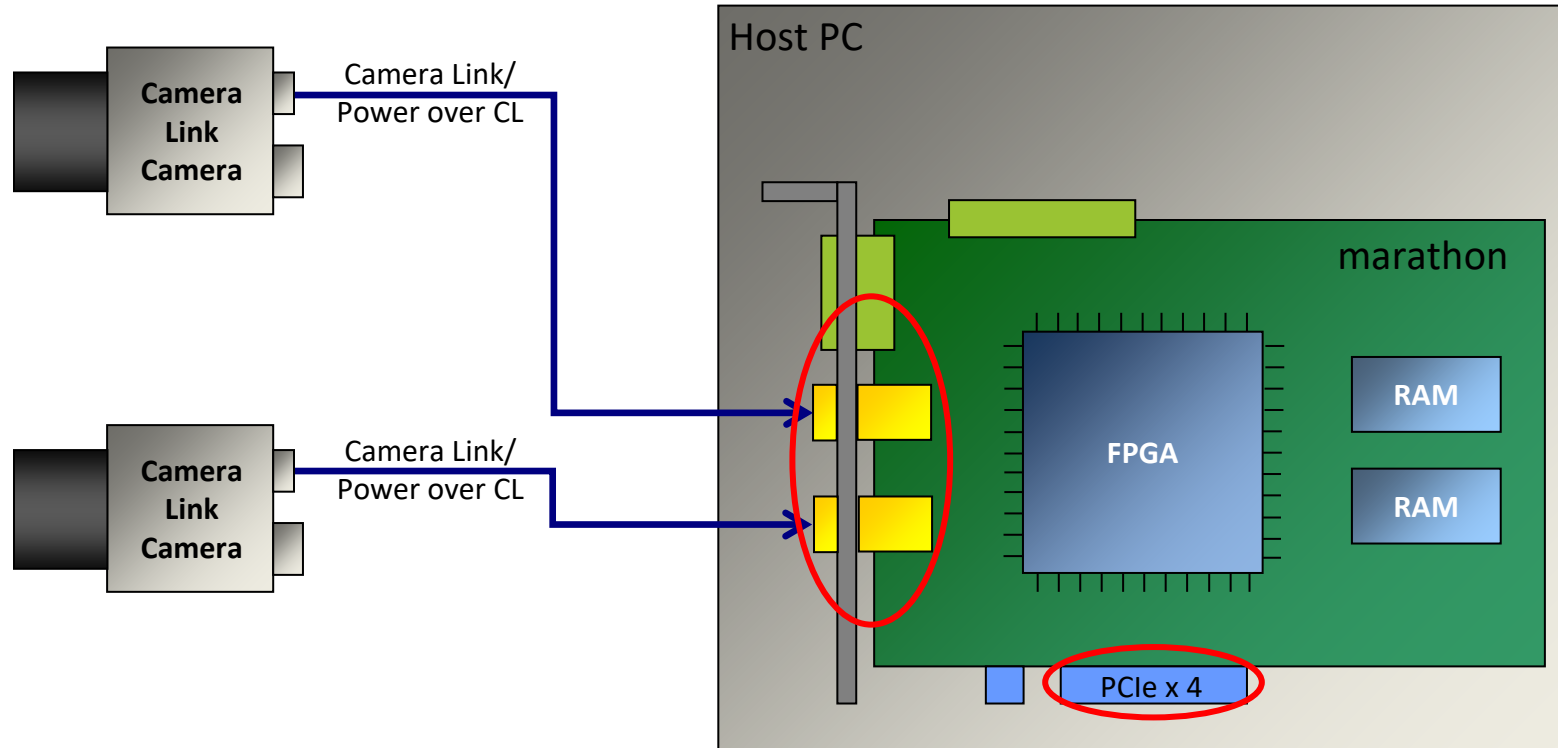 Host PC
Camera Link/
Power over CL
Camera
Link
Camera
marathon
RAM
FPGA
RAM
Camera Link/
Power over CL
Camera
Link
Camera
PCIe x 4